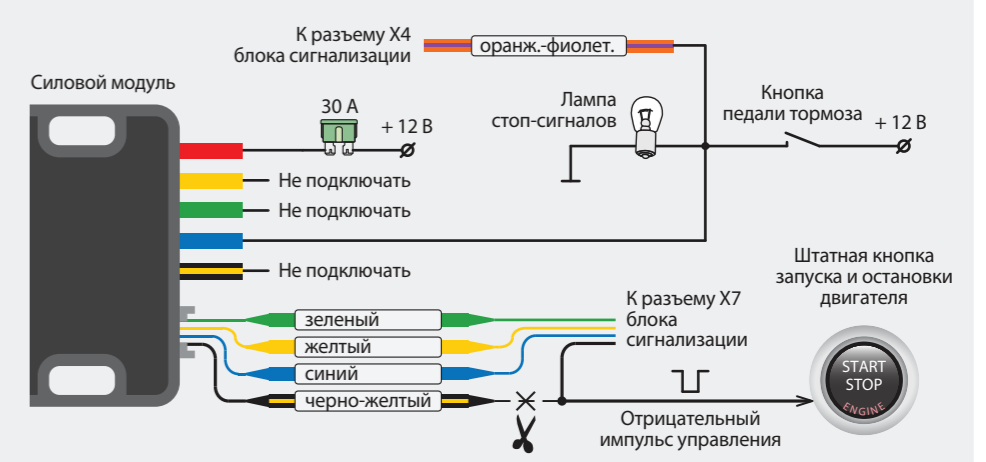 К разъему X4
блока сигнализации
оранж.-фиолет.
Силовой модуль
30 А
+ 12 В
Лампа
стоп-сигналов
Кнопка
педали тормоза
+ 12 В
Не подключать
Не подключать
Не подключать
Штатная кнопка
запуска и остановки
двигателя
К разъему X7
блока
сигнализации
зеленый
желтый
синий
черно-желтый
START
STOP
ENGINE
Отрицательный
импульс управления